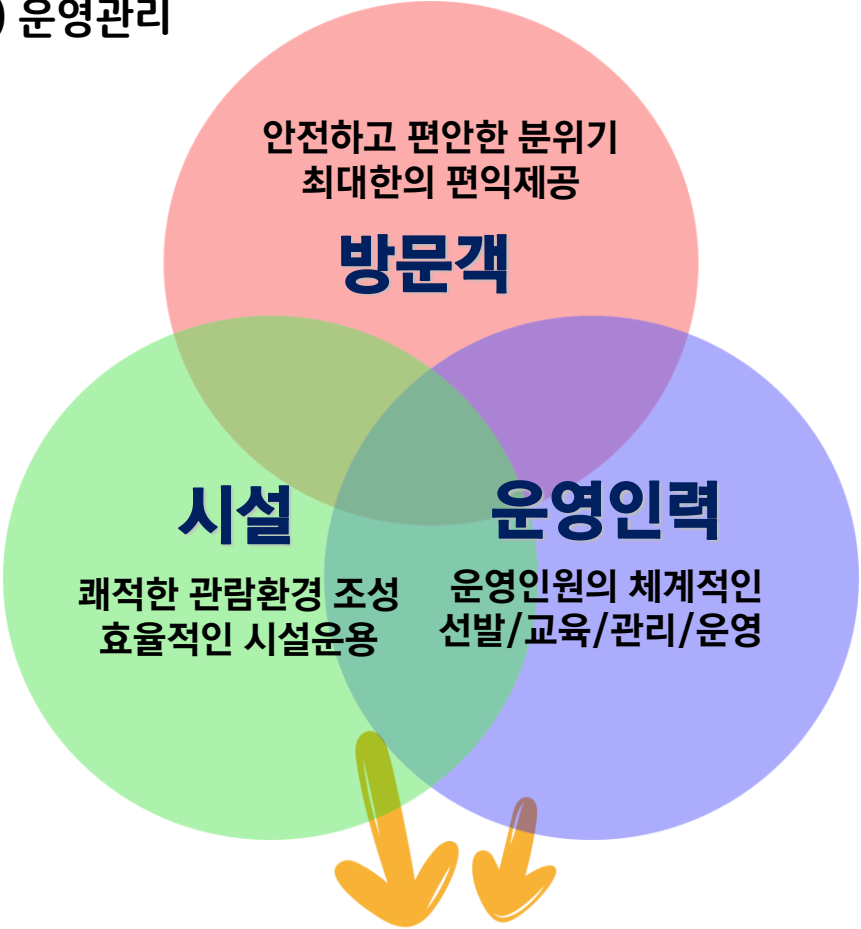 ) 운영관리
안전하고 편안한 분위기
최대한의 편익제공
방문객
시설
쾌적한 관람환경 조성
효율적인 시설운용
운영인력
운영인원의 체계적인
선발/교육/관리/운영